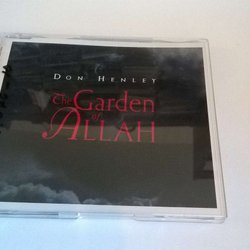 DON HENLEY
The Garden
of
ALLAH